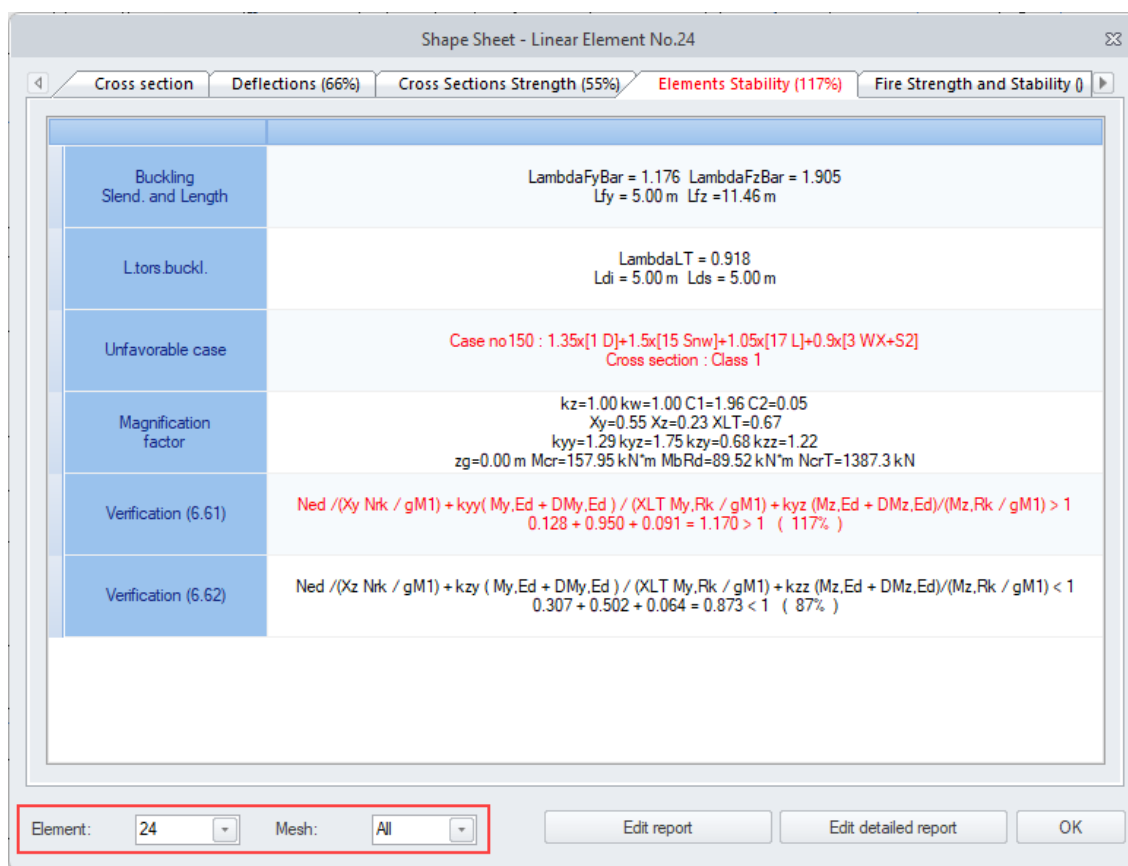 Shape Sheet - Linear Element No.24
Cross section
Deflections (66%)
Cross Sections Strength (55%)
Elements Stability (117%)
Fire Strength and Stability ()
Buckling
Slend. and Length
LambdaFyBar = 1.176 LambdaFzBar = 1.905
Lfy = 5.00 m Lfz =11.46 m
L.tors.buckl.
LambdaLT = 0.918
Ldi = 5.00 m Lds = 5.00 m
Unfavorable case
Case no150 : 1.35x[1 D]+1.5x[15 Snw]+1.05x[17 L]+0.9x[3 WX+S2]
Cross section : Class 1
Magnification
factor
kz=1.00 kw=1.00 C1=1.96 C2=0.05
Xy=0.55 Xz=0.23 XLT=0.67
kyy=1.29 kyz=1.75 kzy=0.68 kzz=1.22
zg=0.00 m Mcr=157.95 kN*m MbRd=89.52 kN*m NcrT=1387.3 kN
Verification (6.61)
Ned /(Xy Nrk / gM1) + kyy( My,Ed + DMy,Ed ) / (XLT My,Rk / gM1) + kyz (Mz,Ed + DMz,Ed)/(Mz,Rk / gM1) > 1
0.128 + 0.950 + 0.091 = 1.170 > 1 ( 117% )
Verification (6.62)
Ned /(Xz Nrk / gM1) + kzy ( My,Ed + DMy,Ed ) / (XLT My,Rk / gM1) + kzz (Mz,Ed + DMz,Ed)/(Mz,Rk / gM1) < 1
0.307 + 0.502 + 0.064 = 0.873 < 1 ( 87% )
Element: 24 Mesh: All
Edit report
Edit detailed report
OK